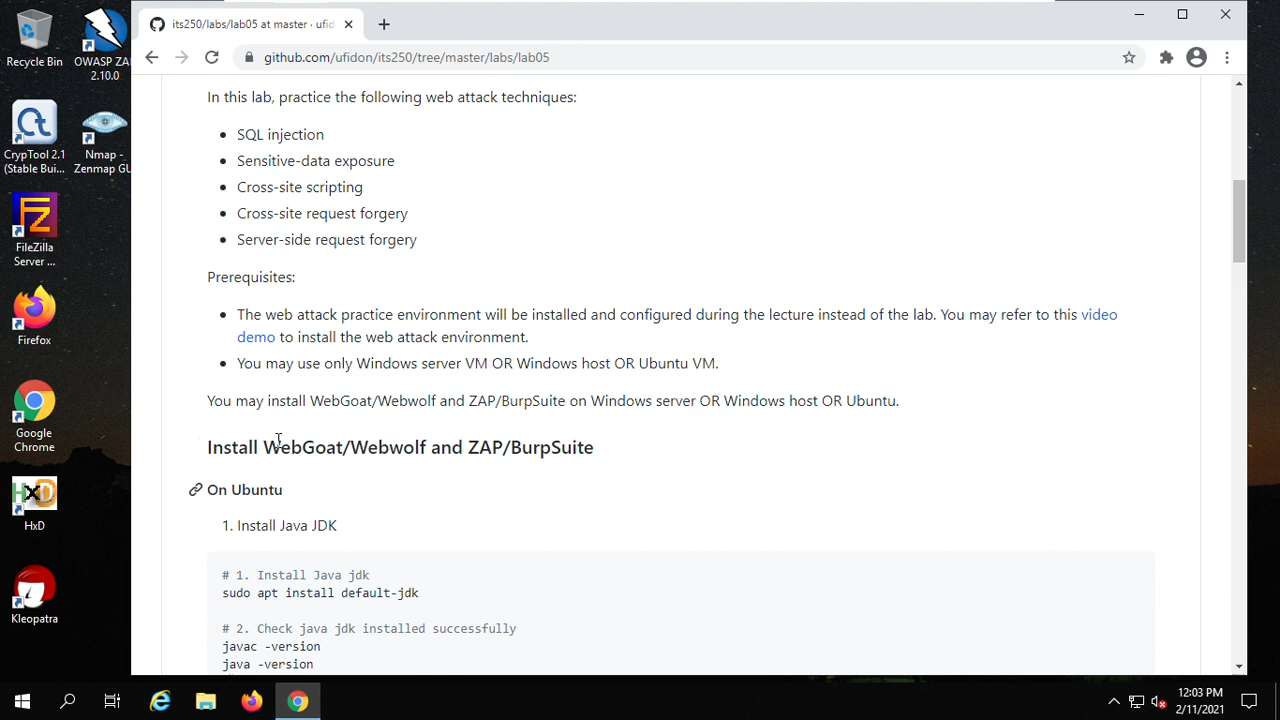 its250/labs/lab05 at master · ufid
github.com/ufidon/its250/tree/master/labs/lab05
Recycle Bin
OWASP ZA
2.10.0
CrypTool 2.1
(Stable Bui...
Nmap -
Zenmap GU
FileZilla
Server ...
Firefox
Google
Chrome
HxD
Kleopatra
In this lab, practice the following web attack techniques:
• SQL injection
• Sensitive-data exposure
• Cross-site scripting
• Cross-site request forgery
• Server-side request forgery
Prerequisites:
• The web attack practice environment will be installed and configured during the lecture instead of the lab. You may refer to this video
demo to install the web attack environment.
• You may use only Windows server VM OR Windows host OR Ubuntu VM.
You may install WebGoat/Webwolf and ZAP/BurpSuite on Windows server OR Windows host OR Ubuntu.
Install WebGoat/Webwolf and ZAP/BurpSuite
On Ubuntu
1. Install Java JDK
# 1. Install Java jdk
sudo apt install default-jdk
# 2. Check java jdk installed successfully
javac -version
java -version
12:03 PM
2/11/2021